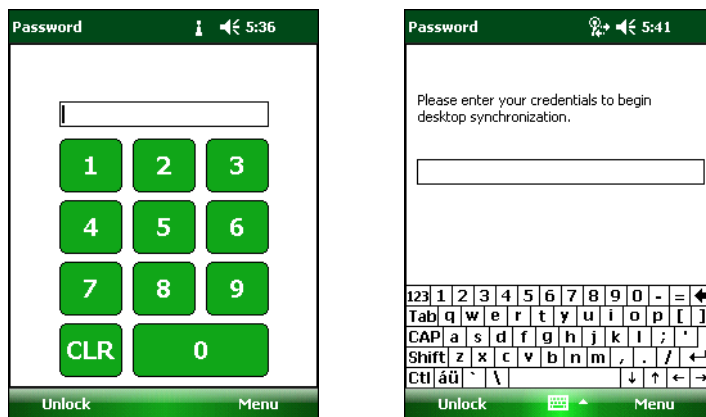 Password 5:36
1 2 3
4 5 6
7 8 9
CLR 0
Unlock Menu
Password 5:41
Please enter your credentials to begin
desktop synchronization.
123 1 2 3 4 5 6 7 8 9 0 - =
Tab q w e r t y u i o p [ ]
CAP a s d f g h j k l ; '
Shift z x c v b n m , . /
Ctl áü ` \ ↓ ↑ ← →
Unlock Menu